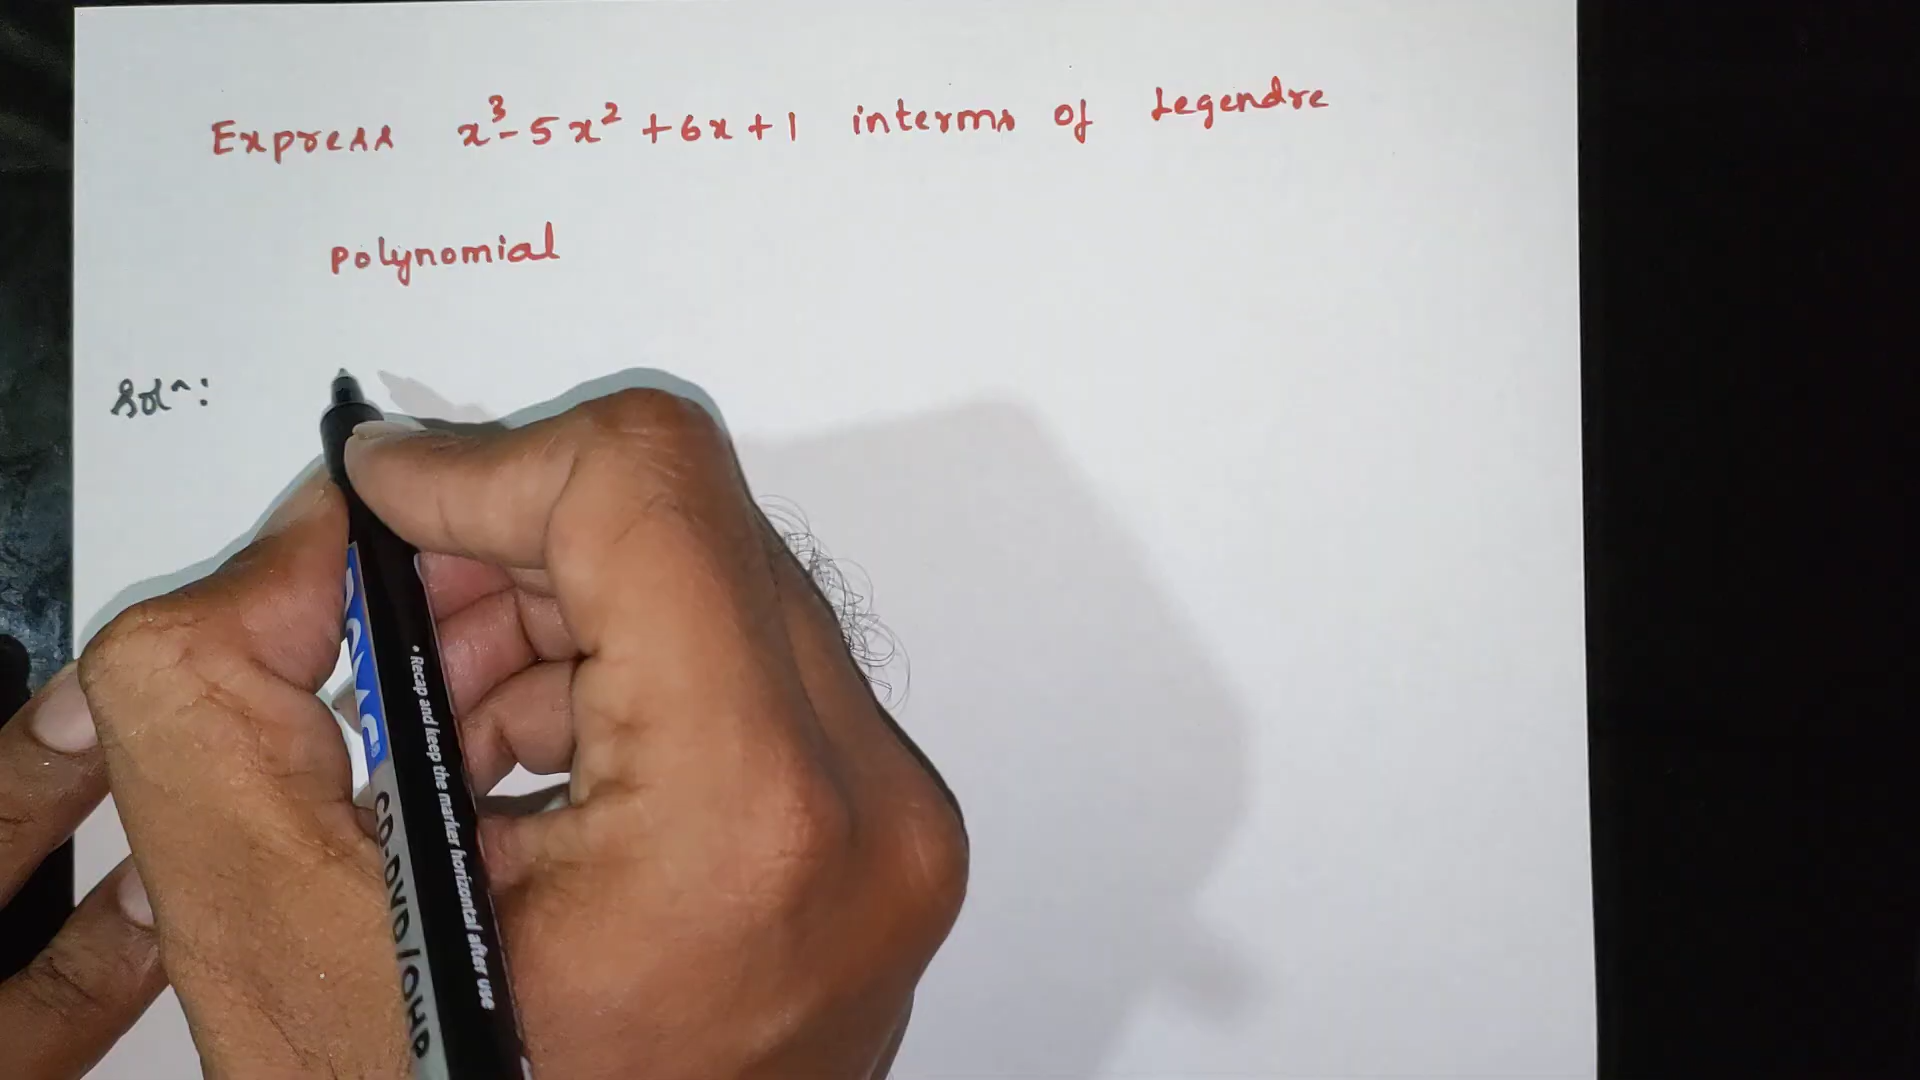 Express x³-5x²+6x+1 interms of Legendre
polynomial
Solⁿ:
• Recap and keep the marker horizontal after use
CD-DVD/OHP